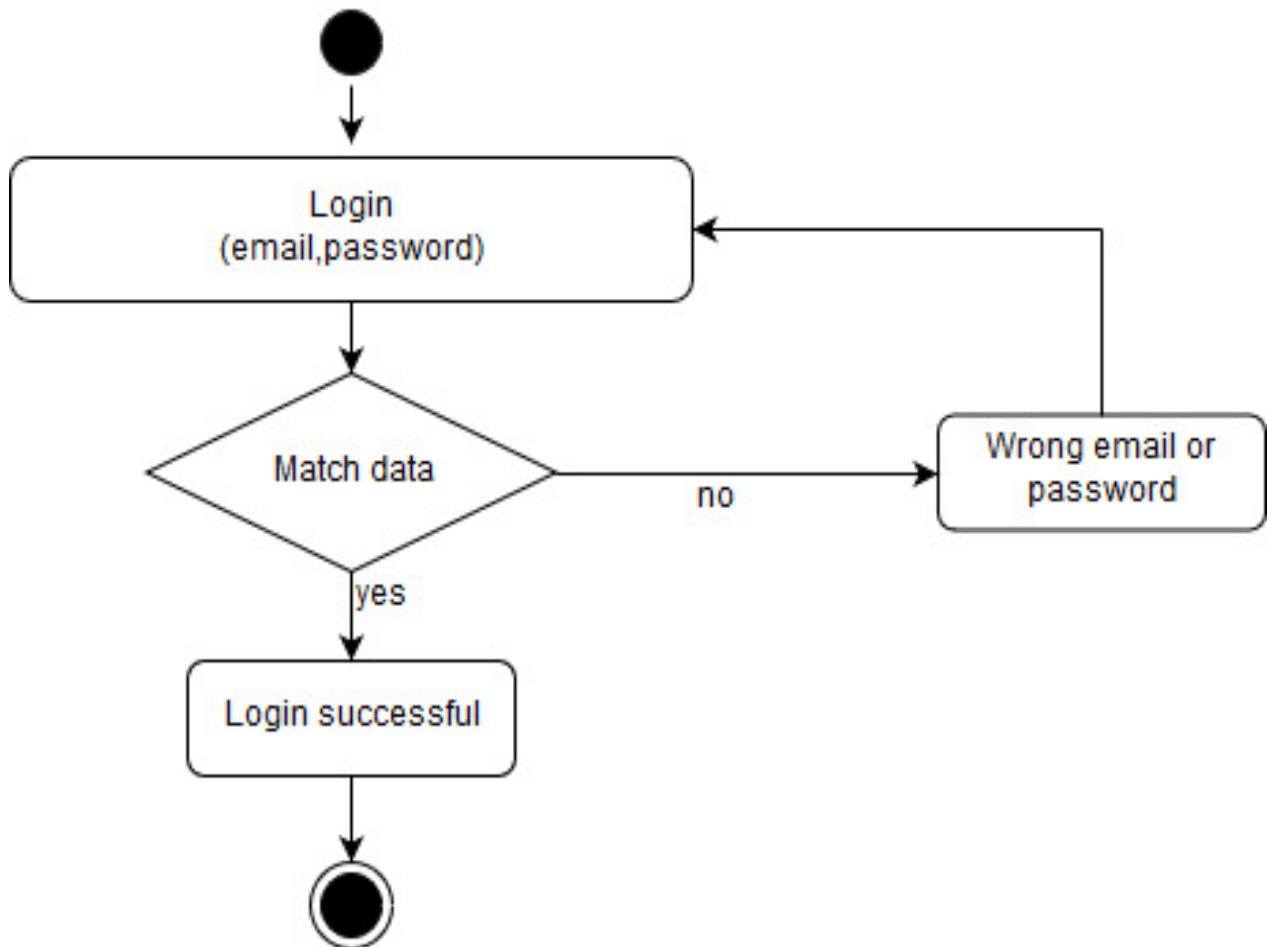 Login
(email,password)
Match data
no
Wrong email or
password
yes
Login successful